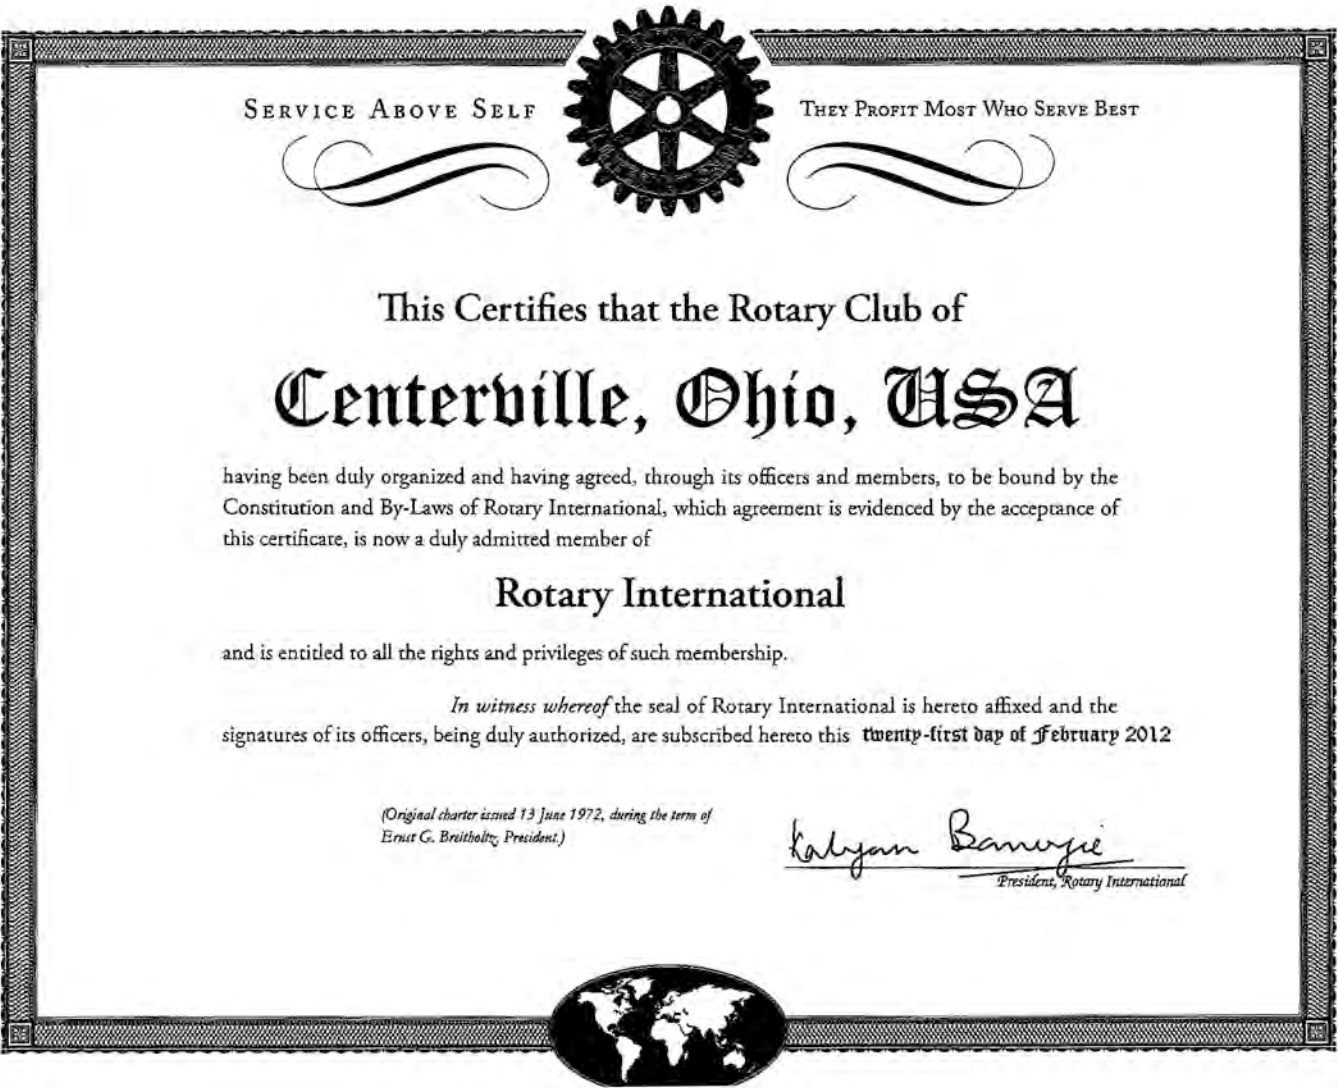 SERVICE ABOVE SELF
THEY PROFIT MOST WHO SERVE BEST
This Certifies that the Rotary Club of
Centerville, Ohio, USA
having been duly organized and having agreed, through its officers and members, to be bound by the
Constitution and By-Laws of Rotary International, which agreement is evidenced by the acceptance of
this certificate, is now a duly admitted member of
Rotary International
and is entitled to all the rights and privileges of such membership.
In witness whereof the seal of Rotary International is hereto affixed and the
signatures of its officers, being duly authorized, are subscribed hereto this twenty-first day of February 2012
(Original charter issued 13 June 1972, during the term of
Ernst G. Breitholtz, President.)
Kalyan Banerjee
President, Rotary International